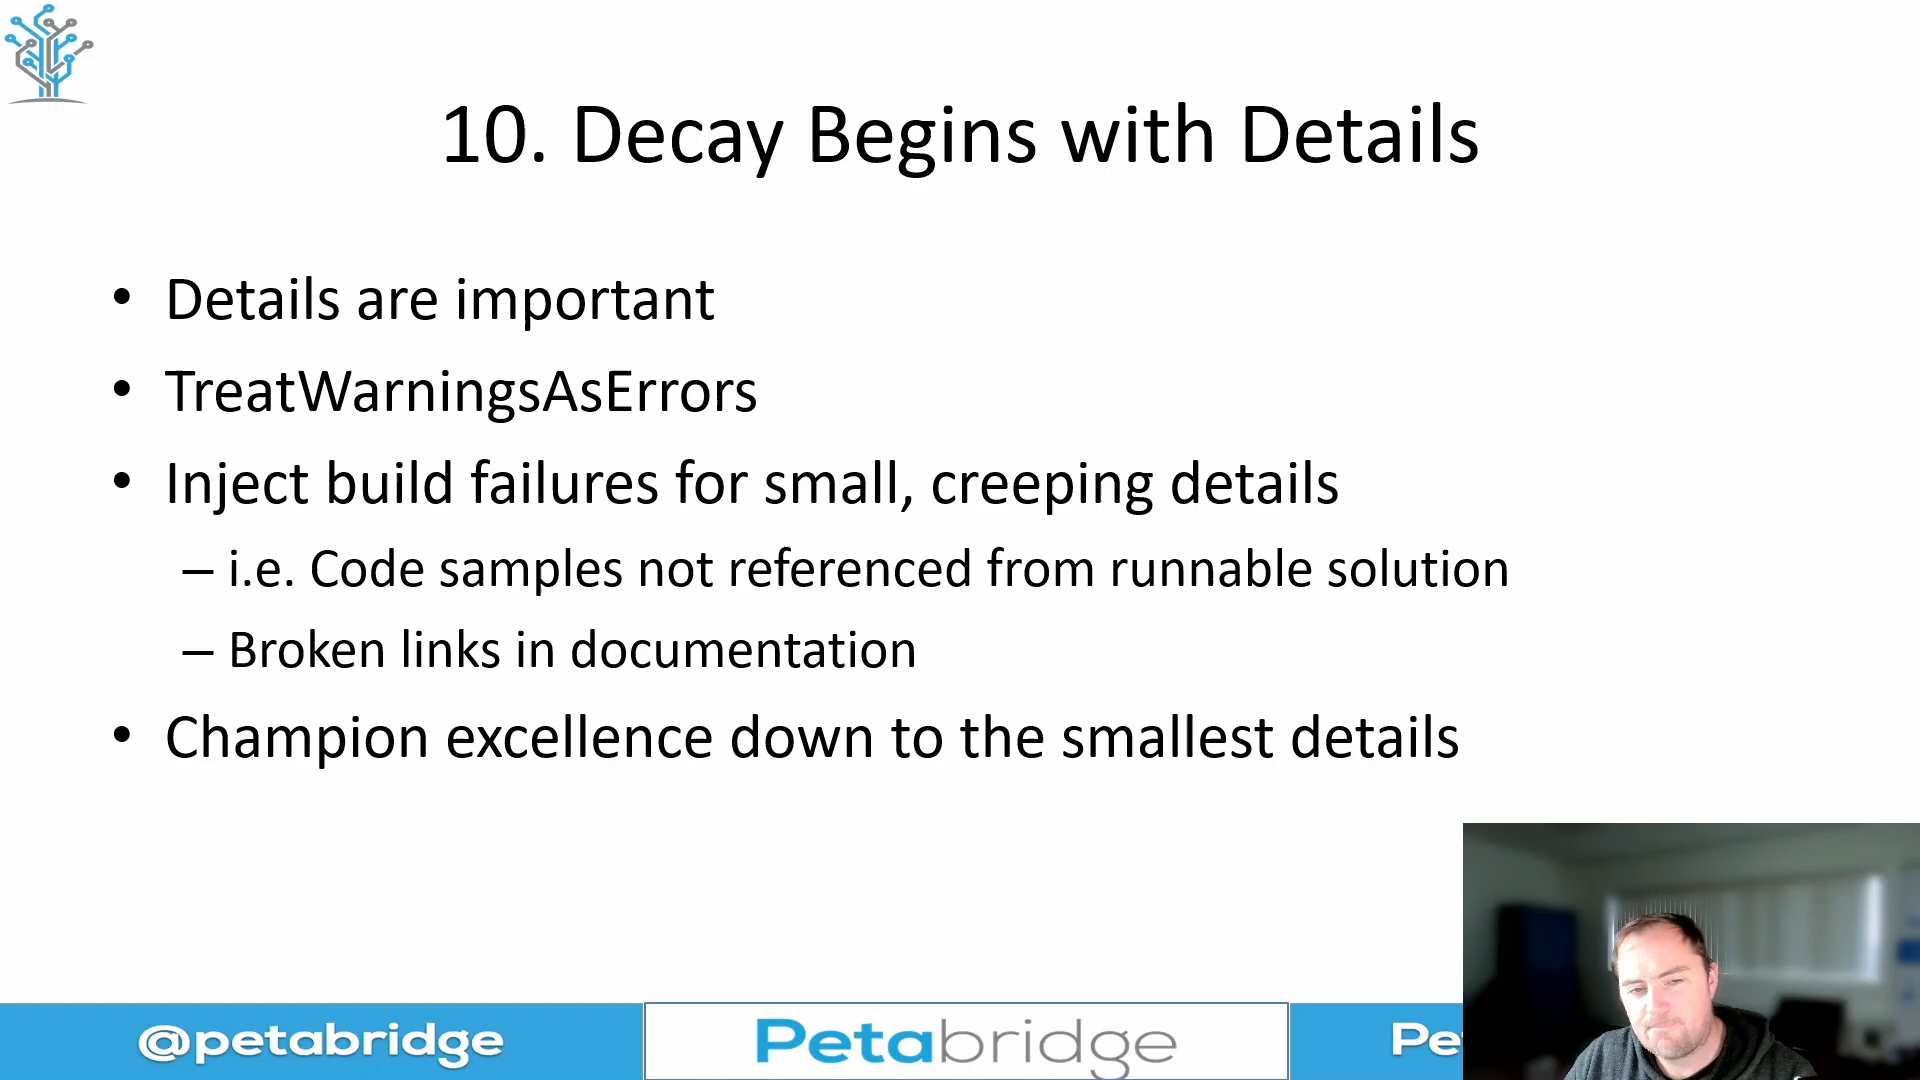 10. Decay Begins with Details
• Details are important
• TreatWarningsAsErrors
• Inject build failures for small, creeping details
– i.e. Code samples not referenced from runnable solution
– Broken links in documentation
• Champion excellence down to the smallest details
@petabridge
Petabridge
Pe